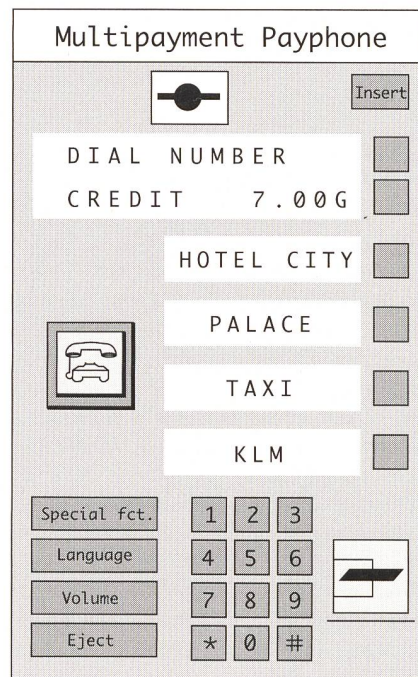 Multipayment Payphone
Insert
DIAL NUMBER
CREDIT 7.00G
HOTEL CITY
PALACE
TAXI
KLM
Special fct.
Language
Volume
Eject
1 2 3
4 5 6
7 8 9
* 0 #